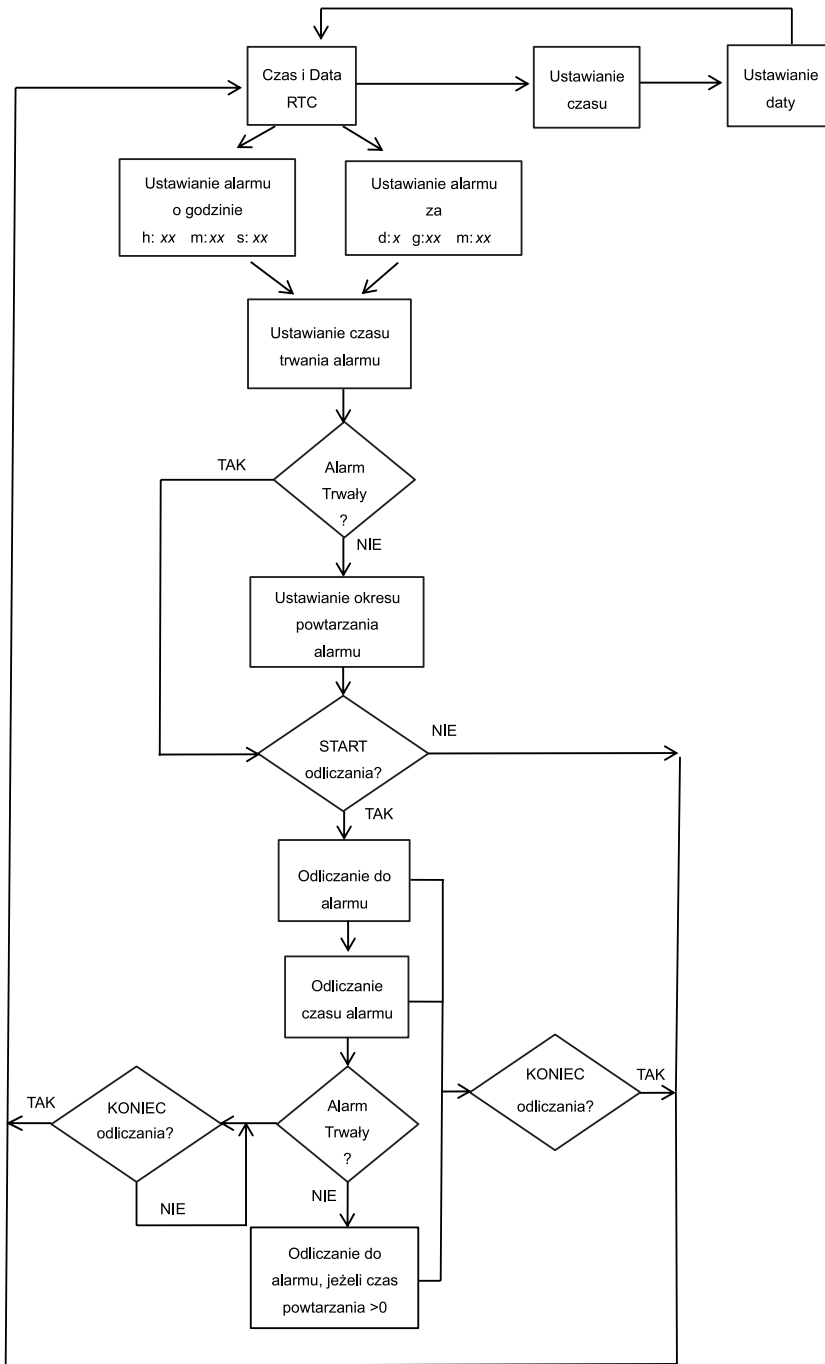 Czas i Data
RTC
Ustawianie
czasu
Ustawianie
daty
Ustawianie alarmu
o godzinie
h: xx m:xx s: xx
Ustawianie alarmu
za
d:x g:xx m:xx
Ustawianie czasu
trwania alarmu
TAK
Alarm
Trwały
?
NIE
Ustawianie okresu
powtarzania
alarmu
START
odliczania?
NIE
TAK
Odliczanie do
alarmu
Odliczanie
czasu alarmu
KONIEC
odliczania?
TAK
Alarm
Trwały
?
TAK
KONIEC
odliczania?
NIE
NIE
Odliczanie do
alarmu, jeżeli czas
powtarzania >0